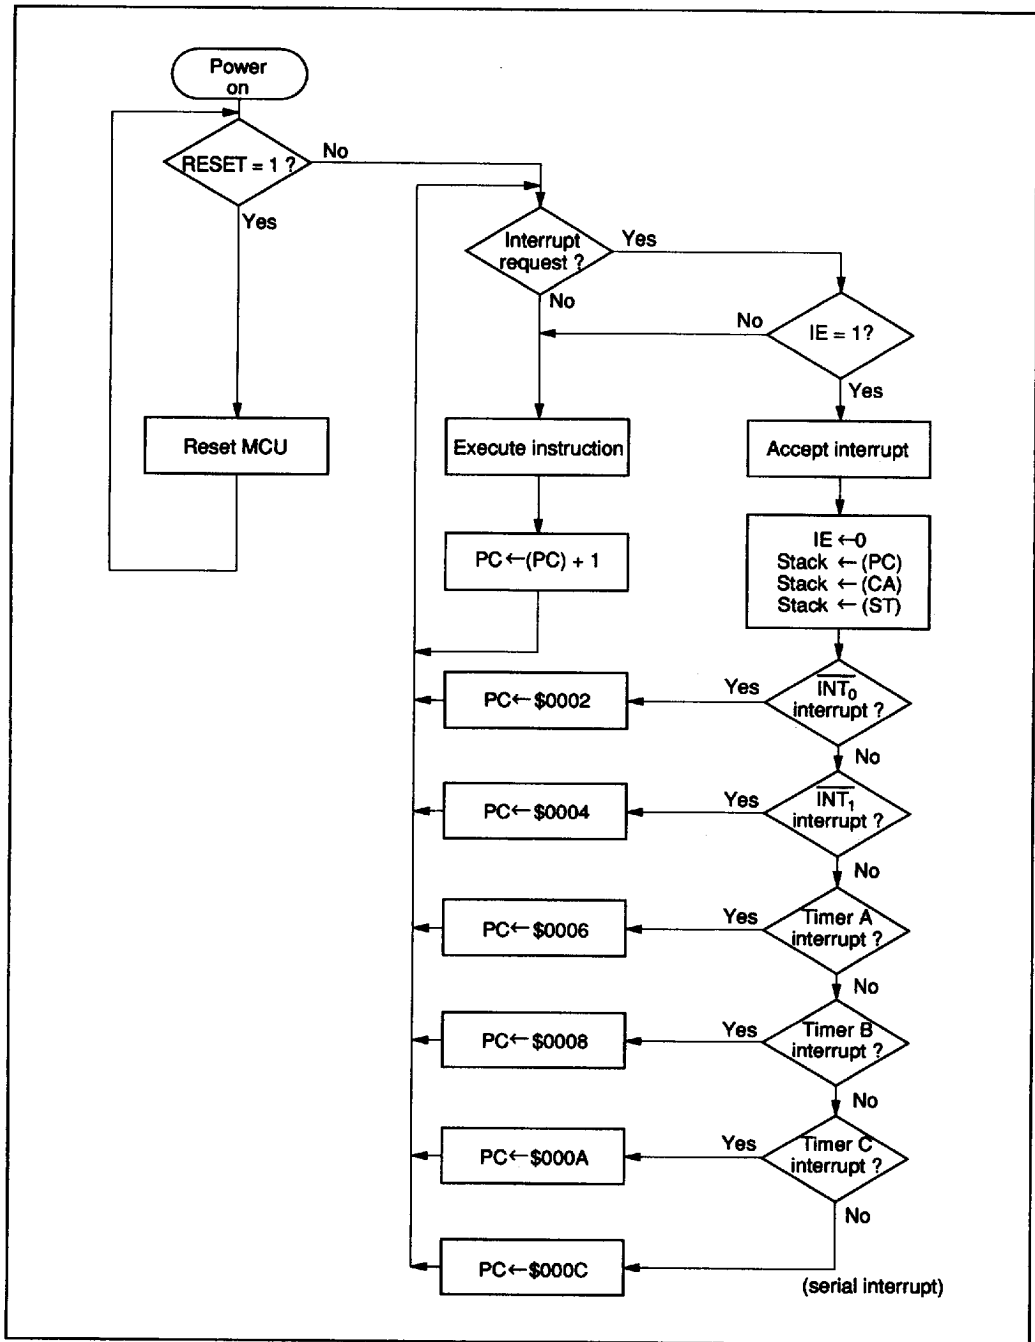 Power
on
RESET = 1 ?
No
Yes
Reset MCU
Interrupt
request ?
Yes
No
IE = 1?
No
Yes
Execute instruction
Accept interrupt
PC←(PC) + 1
IE ←0
Stack ←(PC)
Stack ←(CA)
Stack ←(ST)
PC←$0002
Yes
INT₀
interrupt ?
No
PC←$0004
Yes
INT₁
interrupt ?
No
PC←$0006
Yes
Timer A
interrupt ?
No
PC←$0008
Yes
Timer B
interrupt ?
No
PC←$000A
Yes
Timer C
interrupt ?
No
PC←$000C
(serial interrupt)